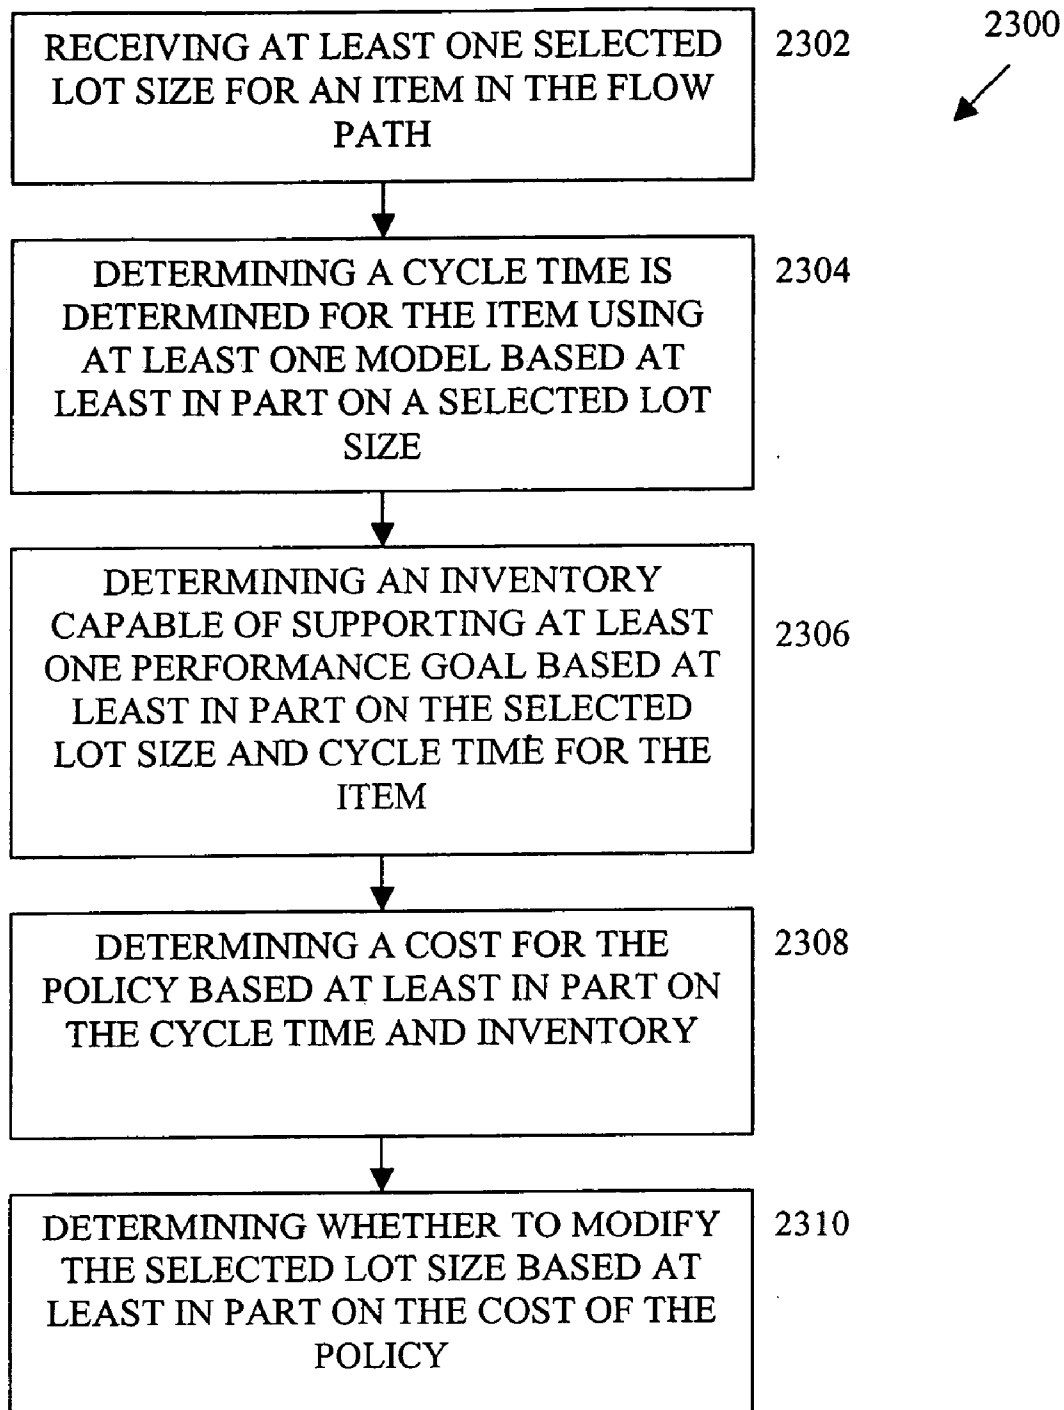 2300
RECEIVING AT LEAST ONE SELECTED
LOT SIZE FOR AN ITEM IN THE FLOW
PATH
2302
DETERMINING A CYCLE TIME IS
DETERMINED FOR THE ITEM USING
AT LEAST ONE MODEL BASED AT
LEAST IN PART ON A SELECTED LOT
SIZE
2304
DETERMINING AN INVENTORY
CAPABLE OF SUPPORTING AT LEAST
ONE PERFORMANCE GOAL BASED AT
LEAST IN PART ON THE SELECTED
LOT SIZE AND CYCLE TIME FOR THE
ITEM
2306
DETERMINING A COST FOR THE
POLICY BASED AT LEAST IN PART ON
THE CYCLE TIME AND INVENTORY
2308
DETERMINING WHETHER TO MODIFY
THE SELECTED LOT SIZE BASED AT
LEAST IN PART ON THE COST OF THE
POLICY
2310